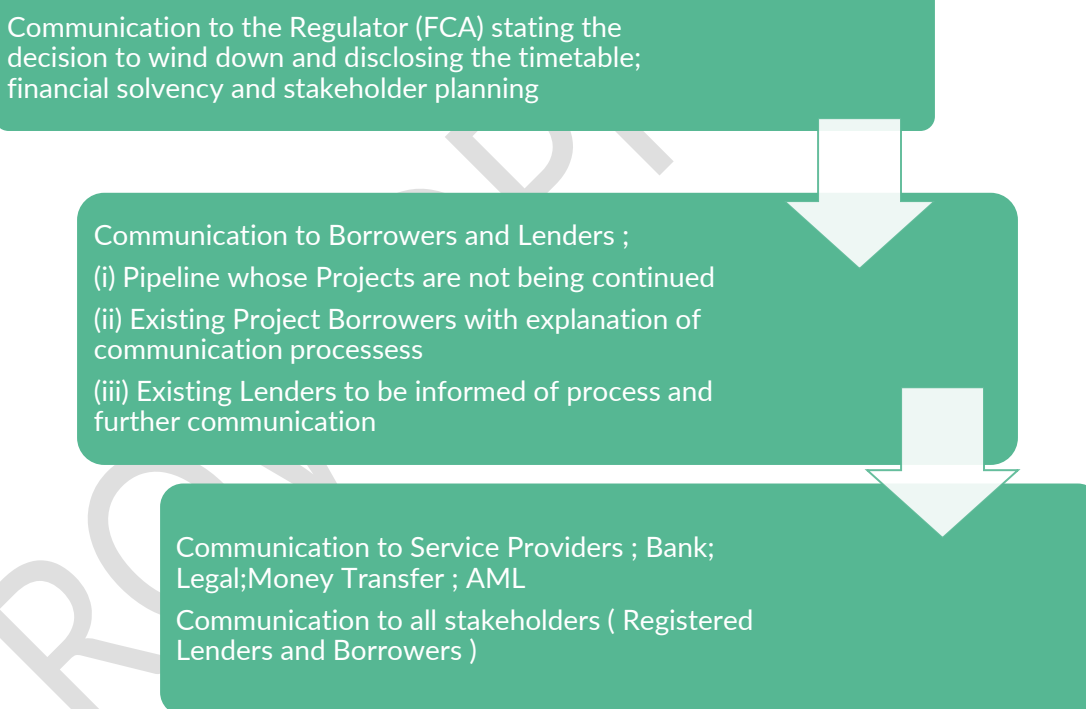 Communication to the Regulator (FCA) stating the
decision to wind down and disclosing the timetable;
financial solvency and stakeholder planning
Communication to Borrowers and Lenders ;
(i) Pipeline whose Projects are not being continued
(ii) Existing Project Borrowers with explanation of
communication processess
(iii) Existing Lenders to be informed of process and
further communication
Communication to Service Providers ; Bank;
Legal;Money Transfer ; AML
Communication to all stakeholders ( Registered
Lenders and Borrowers )